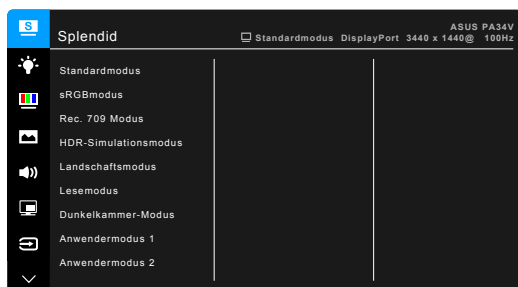 S
Splendid
Standardmodus DisplayPort 3440 x 1440@ 100Hz
ASUS PA34V
Standardmodus
sRGBmodus
Rec. 709 Modus
HDR-Simulationsmodus
Landschaftsmodus
Lesemodus
Dunkelkammer-Modus
Anwendermodus 1
Anwendermodus 2